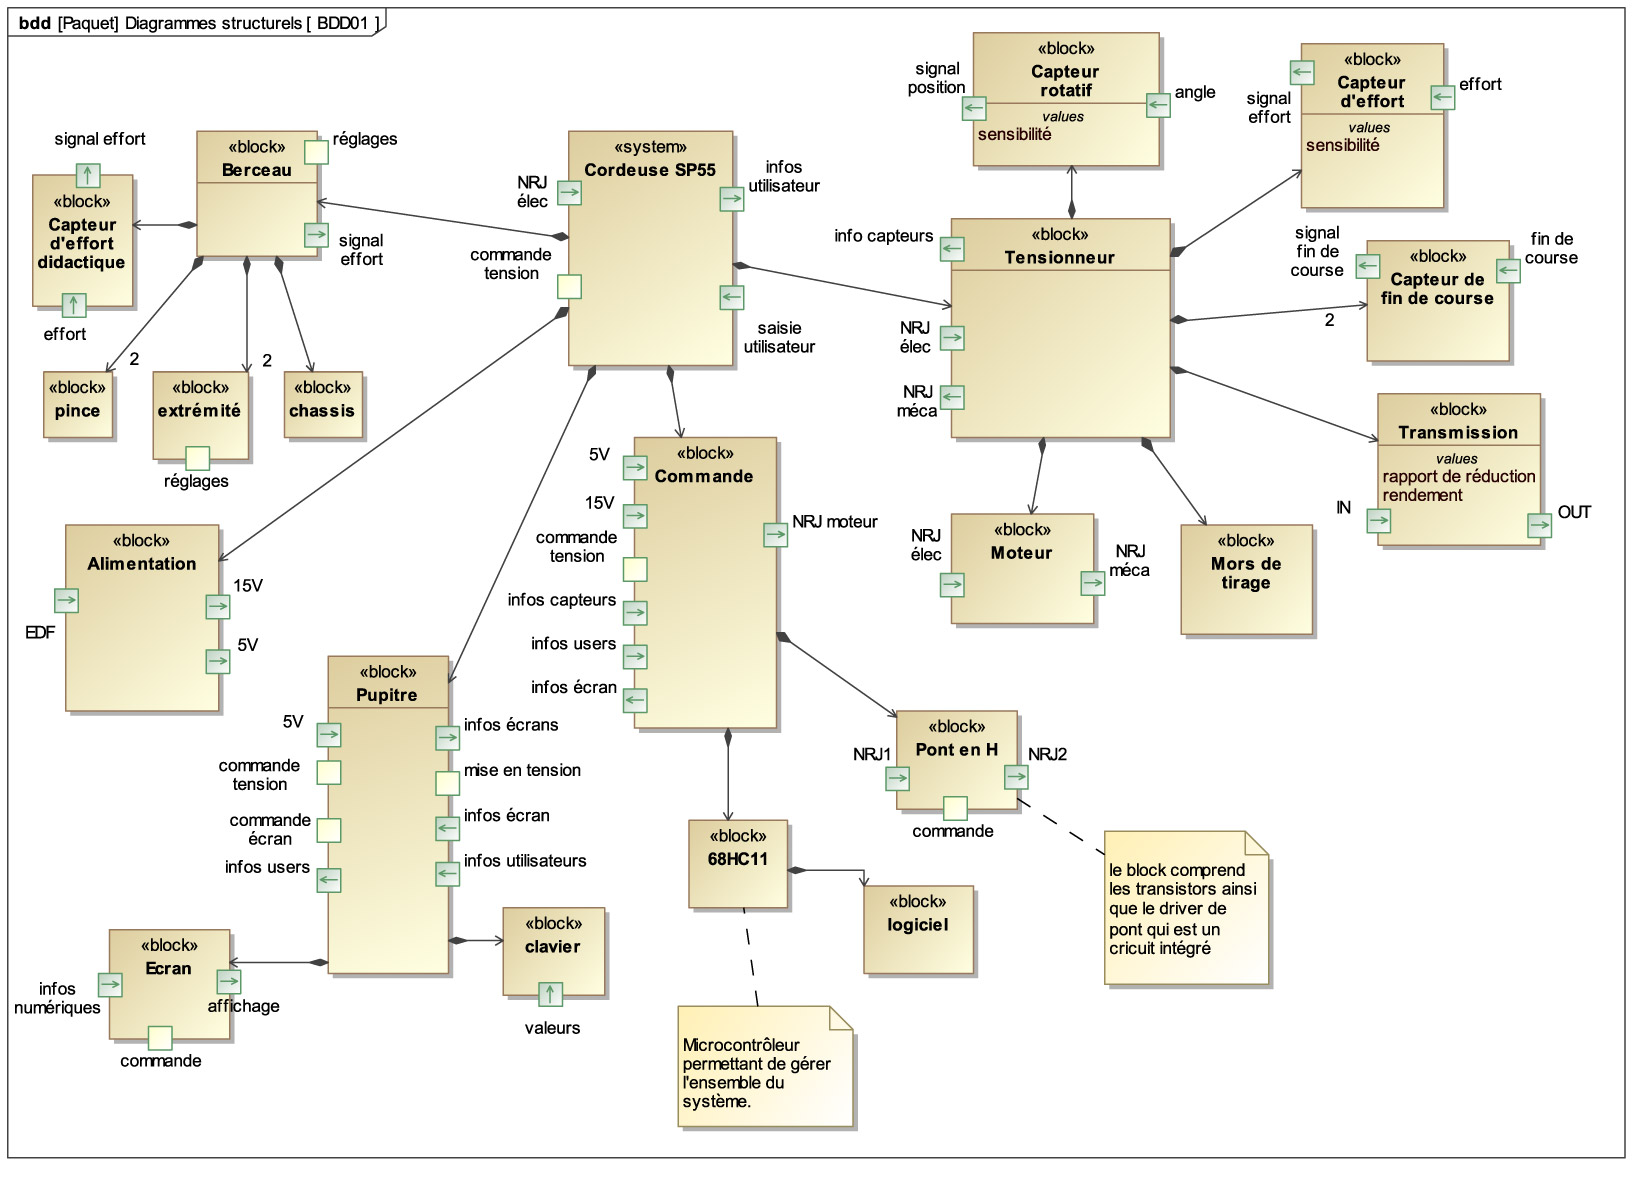 bdd [Paquet] Diagrammes structurels [ BDD01 ]
«block»
Berceau
réglages
signal
effort
signal effort
«block»
Capteur
d'effort
didactique
effort
2
«block»
pince
2
«block»
extrémité
réglages
«block»
chassis
«system»
Cordeuse SP55
NRJ
élec
infos
utilisateur
commande
tension
saisie
utilisateur
«block»
Capteur
rotatif
values
sensibilité
signal
position
angle
«block»
Capteur
d'effort
values
sensibilité
signal
effort
effort
«block»
Tensionneur
info capteurs
NRJ
élec
NRJ
méca
signal
fin de
course
«block»
Capteur de
fin de course
fin de
course
2
«block»
Transmission
values
rapport de réduction
rendement
IN
OUT
«block»
Moteur
NRJ
élec
NRJ
méca
«block»
Mors de
tirage
«block»
Commande
5V
15V
commande
tension
infos capteurs
infos users
infos écran
NRJ moteur
«block»
Alimentation
EDF
15V
5V
«block»
Pupitre
5V
commande
tension
commande
écran
infos users
infos écrans
mise en tension
infos écran
infos utilisateurs
«block»
Pont en H
NRJ1
NRJ2
commande
le block comprend
les transistors ainsi
que le driver de
pont qui est un
cricuit intégré
«block»
68HC11
«block»
logiciel
Microcontrôleur
permettant de gérer
l'ensemble du
système.
«block»
clavier
valeurs
«block»
Ecran
infos
numériques
affichage
commande